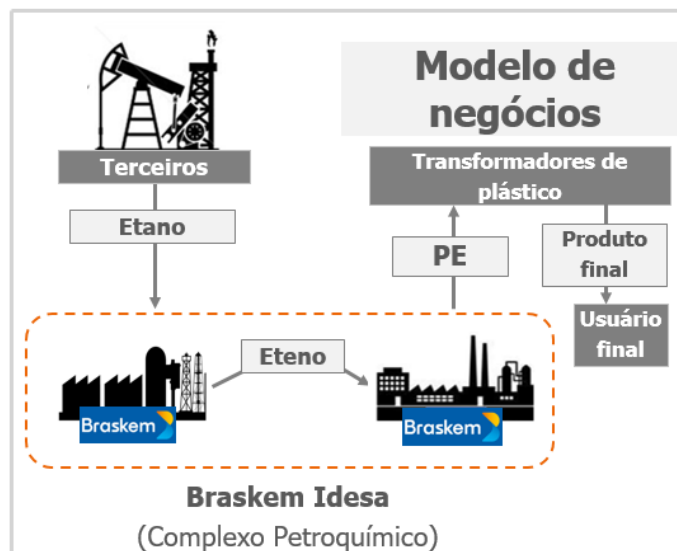 Modelo de
negócios
Terceiros
Transformadores de
plástico
Etano
PE
Produto
final
Usuário
final
Eteno
Braskem
Braskem
Braskem Idesa
(Complexo Petroquímico)